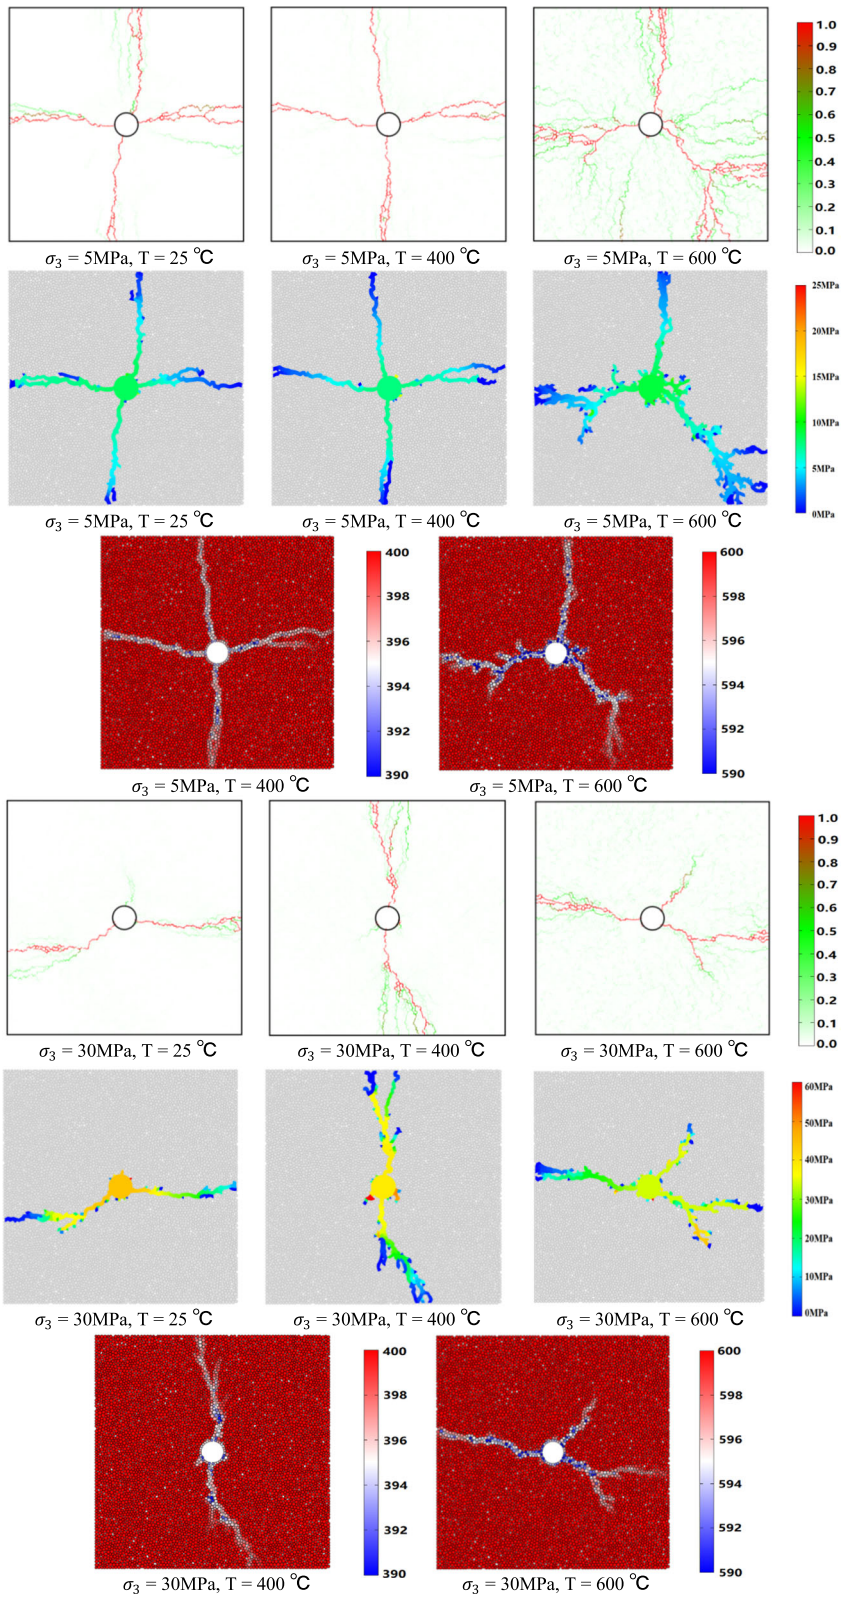 1.0
0.9
0.8
0.7
0.6
0.5
0.4
0.3
0.2
0.1
0.0
σ₃ = 5MPa, T = 25 ℃
σ₃ = 5MPa, T = 400 ℃
σ₃ = 5MPa, T = 600 ℃
25MPa
20MPa
15MPa
10MPa
5MPa
0MPa
σ₃ = 5MPa, T = 25 ℃
σ₃ = 5MPa, T = 400 ℃
σ₃ = 5MPa, T = 600 ℃
400
398
396
394
392
390
600
598
596
594
592
590
σ₃ = 5MPa, T = 400 ℃
σ₃ = 5MPa, T = 600 ℃
1.0
0.9
0.8
0.7
0.6
0.5
0.4
0.3
0.2
0.1
0.0
σ₃ = 30MPa, T = 25 ℃
σ₃ = 30MPa, T = 400 ℃
σ₃ = 30MPa, T = 600 ℃
60MPa
50MPa
40MPa
30MPa
20MPa
10MPa
0MPa
σ₃ = 30MPa, T = 25 ℃
σ₃ = 30MPa, T = 400 ℃
σ₃ = 30MPa, T = 600 ℃
400
398
396
394
392
390
600
598
596
594
592
590
σ₃ = 30MPa, T = 400 ℃
σ₃ = 30MPa, T = 600 ℃